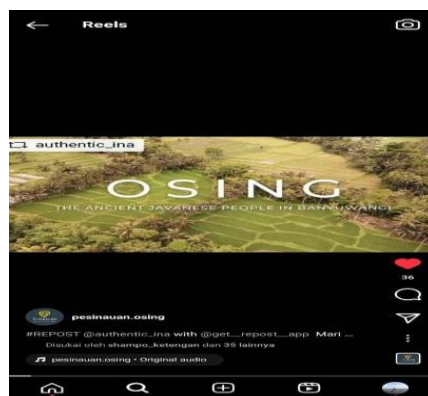 Reels
authentic_ina
OSING
THE ANCIENT JAVANESE PEOPLE IN BANYUWANGI
36
pesinauan.osing
#REPOST @authentic_ina with @get_repost_app Mari ...
Disukai oleh shampo_ketengan dan 35 lainnya
pesinauan.osing • Original audio